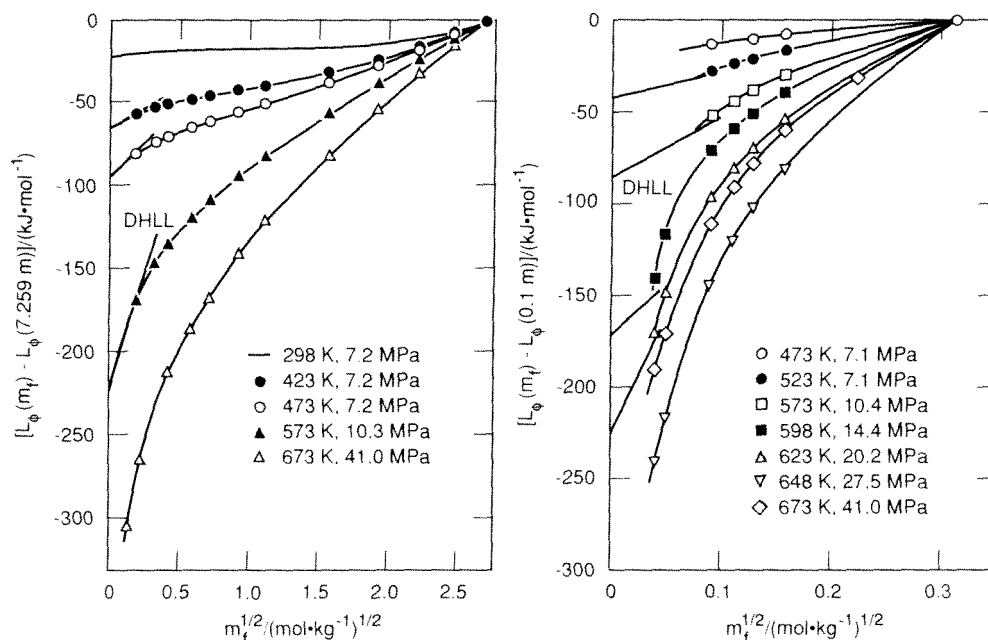 [L_ϕ(m_f) - L_ϕ(7.259 m)]/(kJ•mol⁻¹)
0
-50
-100
-150
-200
-250
-300
DHLL
298 K, 7.2 MPa
423 K, 7.2 MPa
473 K, 7.2 MPa
573 K, 10.3 MPa
673 K, 41.0 MPa
0 0.5 1.0 1.5 2.0 2.5
m_f^1/2/(mol•kg⁻¹)^1/2
[L_ϕ(m_f) - L_ϕ(0.1 m)]/(kJ•mol⁻¹)
0
-50
-100
-150
-200
-250
-300
DHLL
473 K, 7.1 MPa
523 K, 7.1 MPa
573 K, 10.4 MPa
598 K, 14.4 MPa
623 K, 20.2 MPa
648 K, 27.5 MPa
673 K, 41.0 MPa
0 0.1 0.2 0.3
m_f^1/2/(mol•kg⁻¹)^1/2